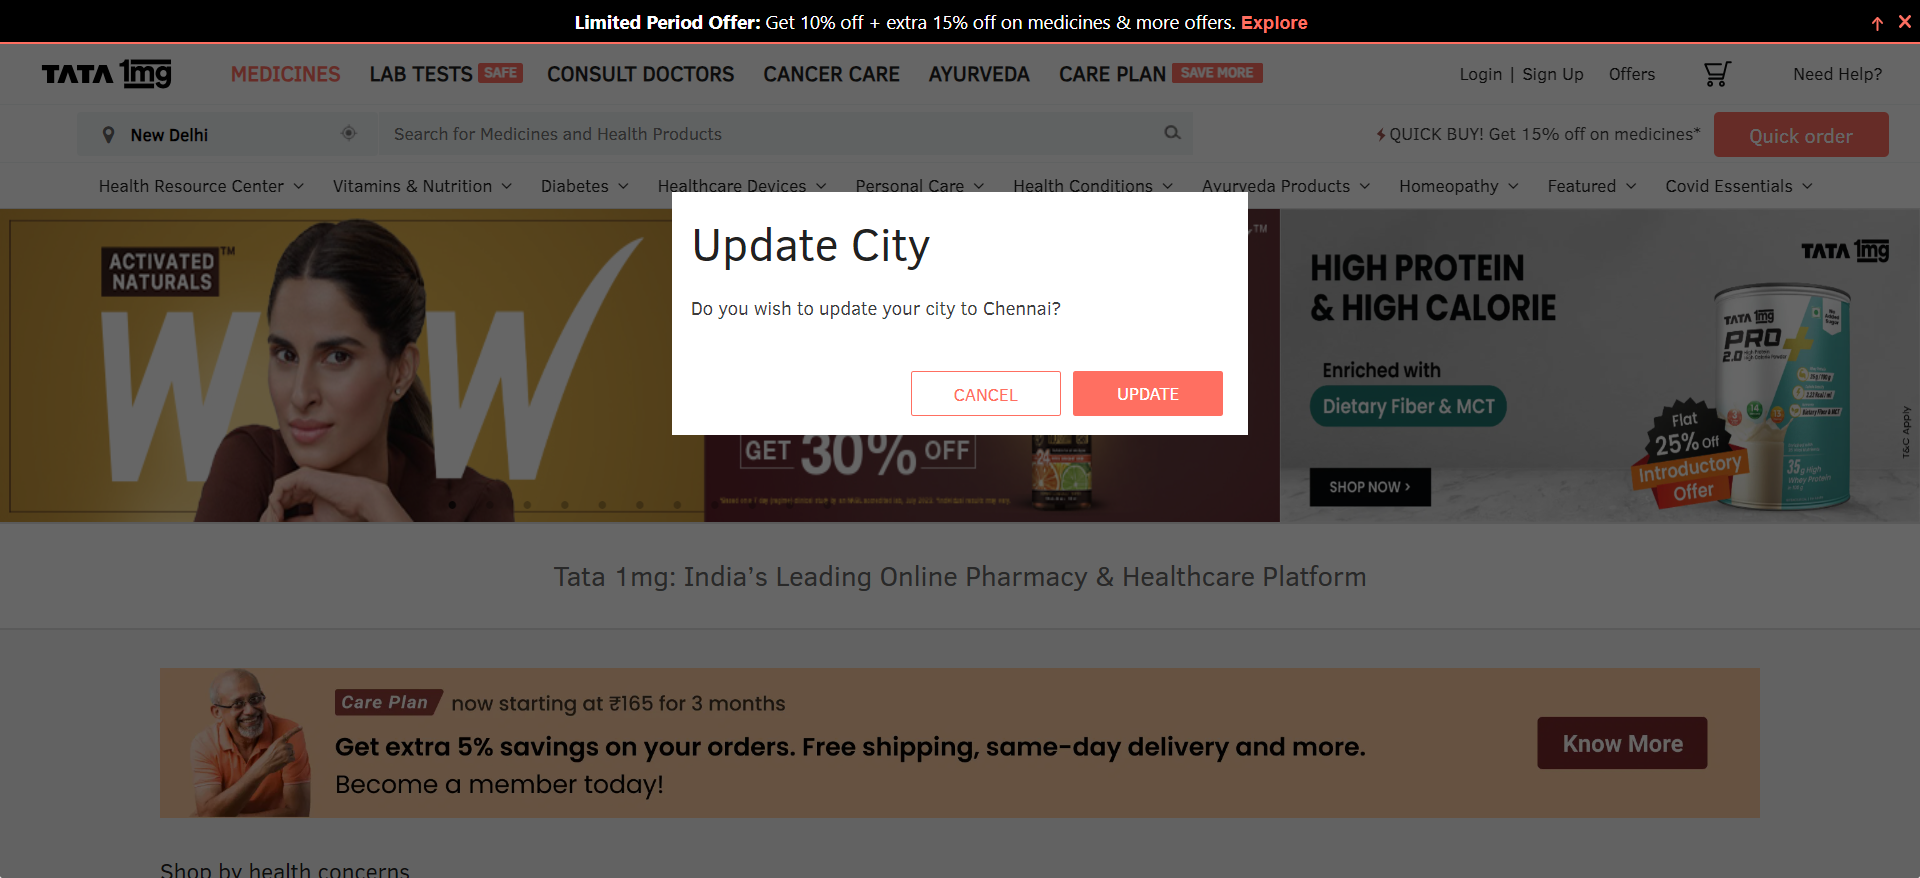 Limited Period Offer: Get 10% off + extra 15% off on medicines & more offers. Explore
TATA 1mg MEDICINES LAB TESTS SAFE CONSULT DOCTORS CANCER CARE AYURVEDA CARE PLAN SAVE MORE Login | Sign Up Offers Need Help?
New Delhi Search for Medicines and Health Products QUICK BUY! Get 15% off on medicines* Quick order
Health Resource Center Vitamins & Nutrition Diabetes Healthcare Devices Personal Care Health Conditions Ayurveda Products Homeopathy Featured Covid Essentials
ACTIVATED
NATURALS™
WOW
Update City
Do you wish to update your city to Chennai?
CANCEL UPDATE
GET 30% OFF
24
™
TATA 1mg
HIGH PROTEIN
& HIGH CALORIE
Enriched with
Dietary Fiber & MCT
SHOP NOW ›
TATA 1mg
PRO+
2.0
35g High
Whey Protein
Flat
25% Off
Introductory
Offer
T&C Apply
Tata 1mg: India’s Leading Online Pharmacy & Healthcare Platform
Care Plan now starting at ₹165 for 3 months
Get extra 5% savings on your orders. Free shipping, same-day delivery and more.
Become a member today!
Know More
Shop by health concerns